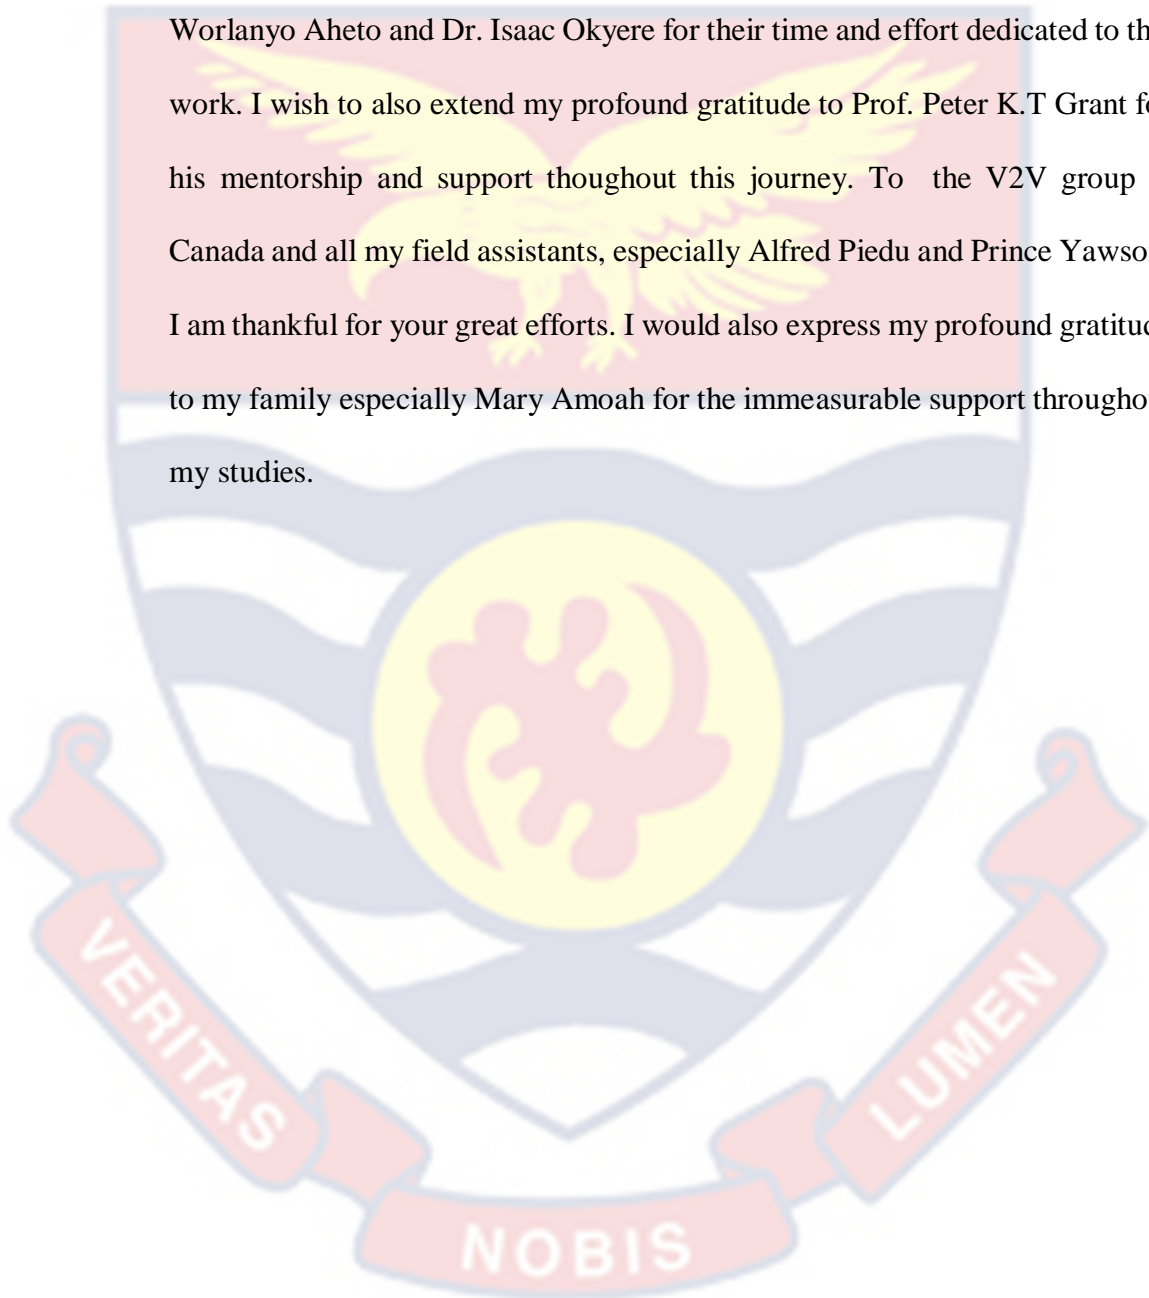 Worlanyo Aheto and Dr. Isaac Okyere for their time and effort dedicated to th
work. I wish to also extend my profound gratitude to Prof. Peter K.T Grant fo
his mentorship and support thoughout this journey. To the V2V group
Canada and all my field assistants, especially Alfred Piedu and Prince Yawso
I am thankful for your great efforts. I would also express my profound gratitud
to my family especially Mary Amoah for the immeasurable support throughou
my studies.
VERITAS
NOBIS
LUMEN